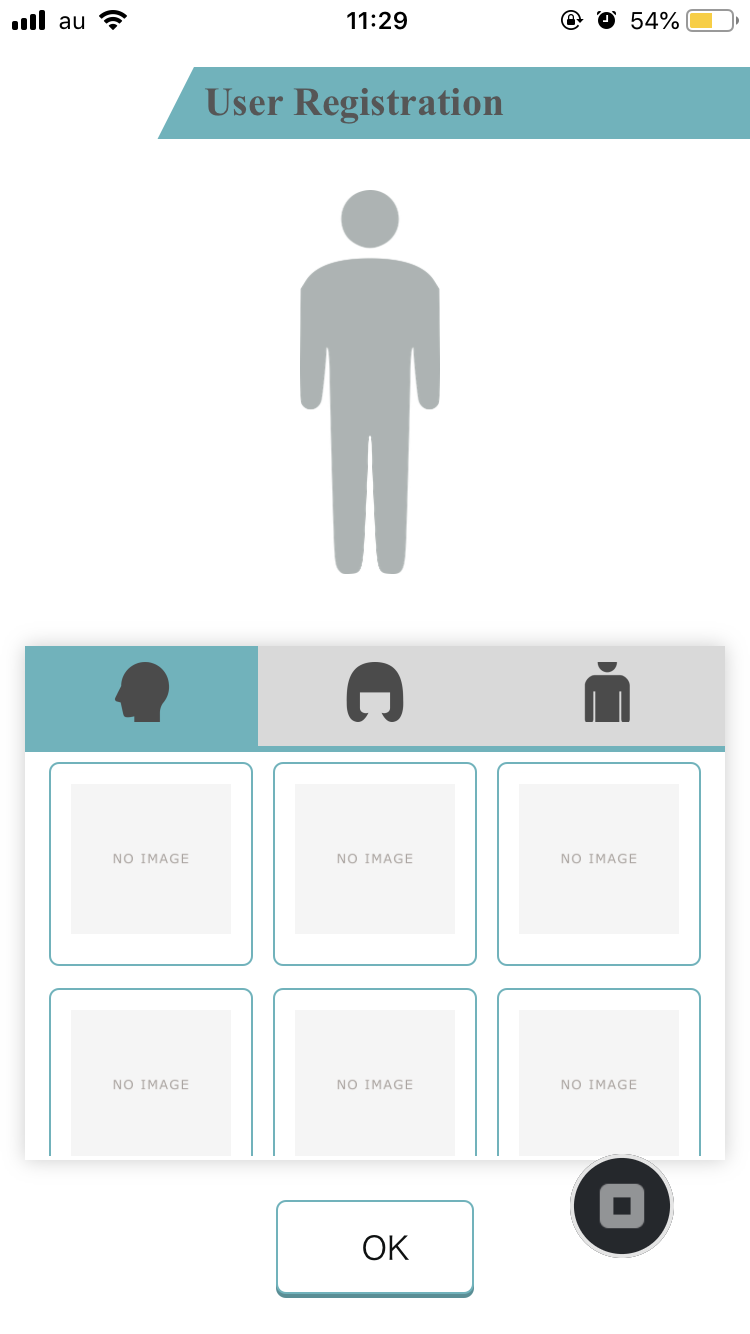 au 11:29 54%
User Registration
NO IMAGE NO IMAGE NO IMAGE
NO IMAGE NO IMAGE NO IMAGE
OK